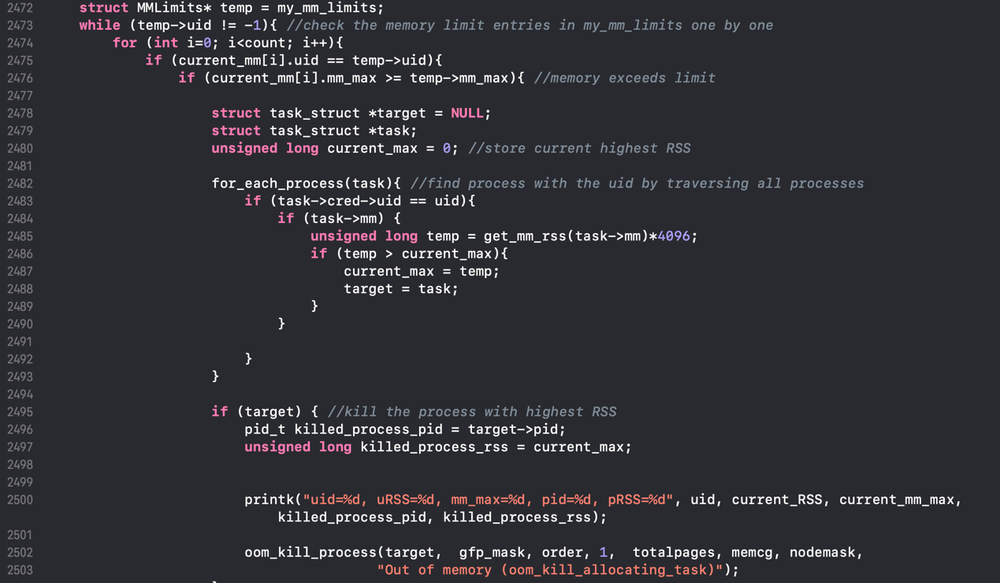 2472 struct MMLimits* temp = my_mm_limits;
2473 while (temp->uid != -1){ //check the memory limit entries in my_mm_limits one by one
2474 for (int i=0; i<count; i++){
2475 if (current_mm[i].uid == temp->uid){
2476 if (current_mm[i].mm_max >= temp->mm_max){ //memory exceeds limit
2477
2478 struct task_struct *target = NULL;
2479 struct task_struct *task;
2480 unsigned long current_max = 0; //store current highest RSS
2481
2482 for_each_process(task){ //find process with the uid by traversing all processes
2483 if (task->cred->uid == uid){
2484 if (task->mm) {
2485 unsigned long temp = get_mm_rss(task->mm)*4096;
2486 if (temp > current_max){
2487 current_max = temp;
2488 target = task;
2489 }
2490 }
2491
2492 }
2493 }
2494
2495 if (target) { //kill the process with highest RSS
2496 pid_t killed_process_pid = target->pid;
2497 unsigned long killed_process_rss = current_max;
2498
2499
2500 printk("uid=%d, uRSS=%d, mm_max=%d, pid=%d, pRSS=%d", uid, current_RSS, current_mm_max,
killed_process_pid, killed_process_rss);
2501
2502 oom_kill_process(target,  gfp_mask, order, 1,  totalpages, memcg, nodemask,
2503 "Out of memory (oom_kill_allocating_task)");